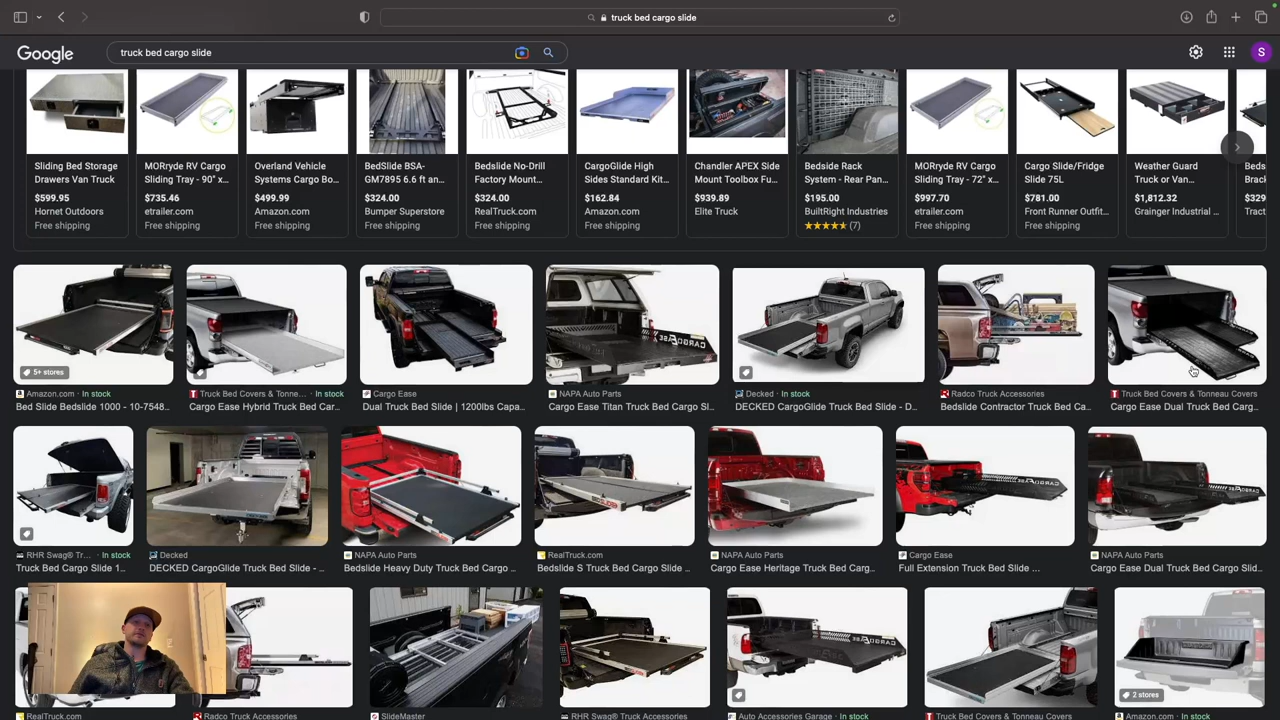 truck bed cargo slide
Google
truck bed cargo slide
S
Sliding Bed Storage
Drawers Van Truck
$599.95
Hornet Outdoors
Free shipping
MORryde RV Cargo
Sliding Tray - 90" x...
$735.46
etrailer.com
Free shipping
Overland Vehicle
Systems Cargo Bo...
$499.99
Amazon.com
Free shipping
BedSlide BSA-
GM7895 6.6 ft an...
$324.00
Bumper Superstore
Free shipping
Bedslide No-Drill
Factory Mount...
$324.00
RealTruck.com
Free shipping
CargoGlide High
Sides Standard Kit...
$162.84
Amazon.com
Free shipping
Chandler APEX Side
Mount Toolbox Fu...
$939.89
Elite Truck
Bedside Rack
System - Rear Pan...
$195.00
BuiltRight Industries
(7)
MORryde RV Cargo
Sliding Tray - 72" x...
$997.70
etrailer.com
Free shipping
Cargo Slide/Fridge
Slide 75L
$781.00
Front Runner Outfit...
Free shipping
Weather Guard
Truck or Van...
$1,812.32
Grainger Industrial ...
Free shipping
Beds
Brack
$329
Tract
5+ stores
Amazon.com · In stock
Bed Slide Bedslide 1000 - 10-7548...
Truck Bed Covers & Tonne... · In stock
Cargo Ease Hybrid Truck Bed Car...
Cargo Ease
Dual Truck Bed Slide | 1200lbs Capa...
CARGOEASE
NAPA Auto Parts
Cargo Ease Titan Truck Bed Cargo Sl...
Decked · In stock
DECKED CargoGlide Truck Bed Slide - D...
Radco Truck Accessories
Bedslide Contractor Truck Bed Ca...
Truck Bed Covers & Tonneau Covers
Cargo Ease Dual Truck Bed Carg...
RHR Swag® Tr... · In stock
Truck Bed Cargo Slide 1...
Decked
DECKED CargoGlide Truck Bed Slide - ...
NAPA Auto Parts
Bedslide Heavy Duty Truck Bed Cargo ...
RealTruck.com
Bedslide S Truck Bed Cargo Slide ...
NAPA Auto Parts
Cargo Ease Heritage Truck Bed Carg...
CARGOEASE
Cargo Ease
Full Extension Truck Bed Slide ...
CARGOEASE
NAPA Auto Parts
Cargo Ease Dual Truck Bed Cargo Slid...
CARGOEASE
2 stores
RealTruck.com
Radco Truck Accessories
SlideMaster
RHR Swag® Truck Accessories
Auto Accessories Garage · In stock
Truck Bed Covers & Tonneau Covers
Amazon.com · In stock